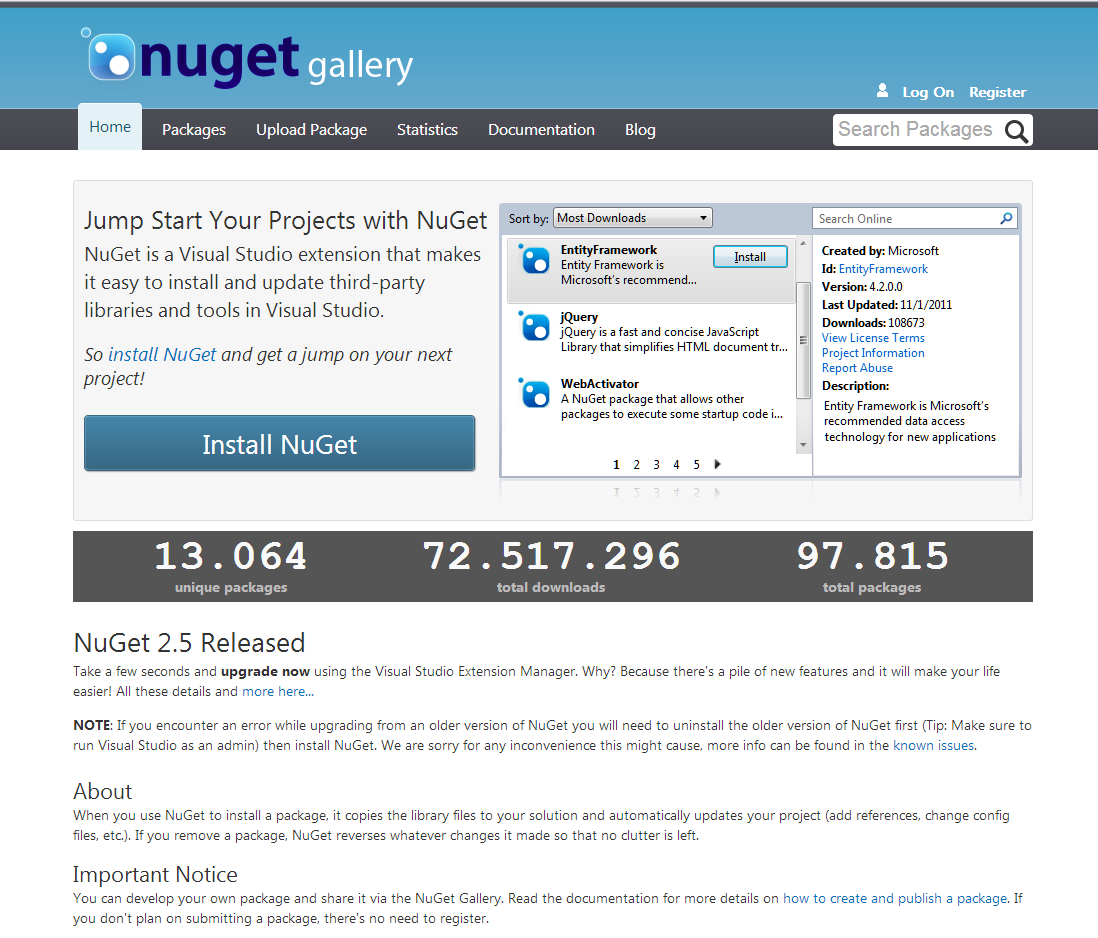 nuget gallery
Log On Register
Home Packages Upload Package Statistics Documentation Blog Search Packages
Jump Start Your Projects with NuGet
NuGet is a Visual Studio extension that makes
it easy to install and update third-party
libraries and tools in Visual Studio.
So install NuGet and get a jump on your next
project!
Install NuGet
Sort by: Most Downloads
EntityFramework
Install
Entity Framework is
Microsoft's recommend...
jQuery
jQuery is a fast and concise JavaScript
Library that simplifies HTML document tr...
WebActivator
A NuGet package that allows other
packages to execute some startup code i...
1 2 3 4 5
Search Online
Created by: Microsoft
Id: EntityFramework
Version: 4.2.0.0
Last Updated: 11/1/2011
Downloads: 108673
View License Terms
Project Information
Report Abuse
Description:
Entity Framework is Microsoft's
recommended data access
technology for new applications
1 2 3 4 5
13.064 72.517.296 97.815
unique packages total downloads total packages
NuGet 2.5 Released
Take a few seconds and upgrade now using the Visual Studio Extension Manager. Why? Because there's a pile of new features and it will make your life
easier! All these details and more here...
NOTE: If you encounter an error while upgrading from an older version of NuGet you will need to uninstall the older version of NuGet first (Tip: Make sure to
run Visual Studio as an admin) then install NuGet. We are sorry for any inconvenience this might cause, more info can be found in the known issues.
About
When you use NuGet to install a package, it copies the library files to your solution and automatically updates your project (add references, change config
files, etc.). If you remove a package, NuGet reverses whatever changes it made so that no clutter is left.
Important Notice
You can develop your own package and share it via the NuGet Gallery. Read the documentation for more details on how to create and publish a package. If
you don't plan on submitting a package, there's no need to register.